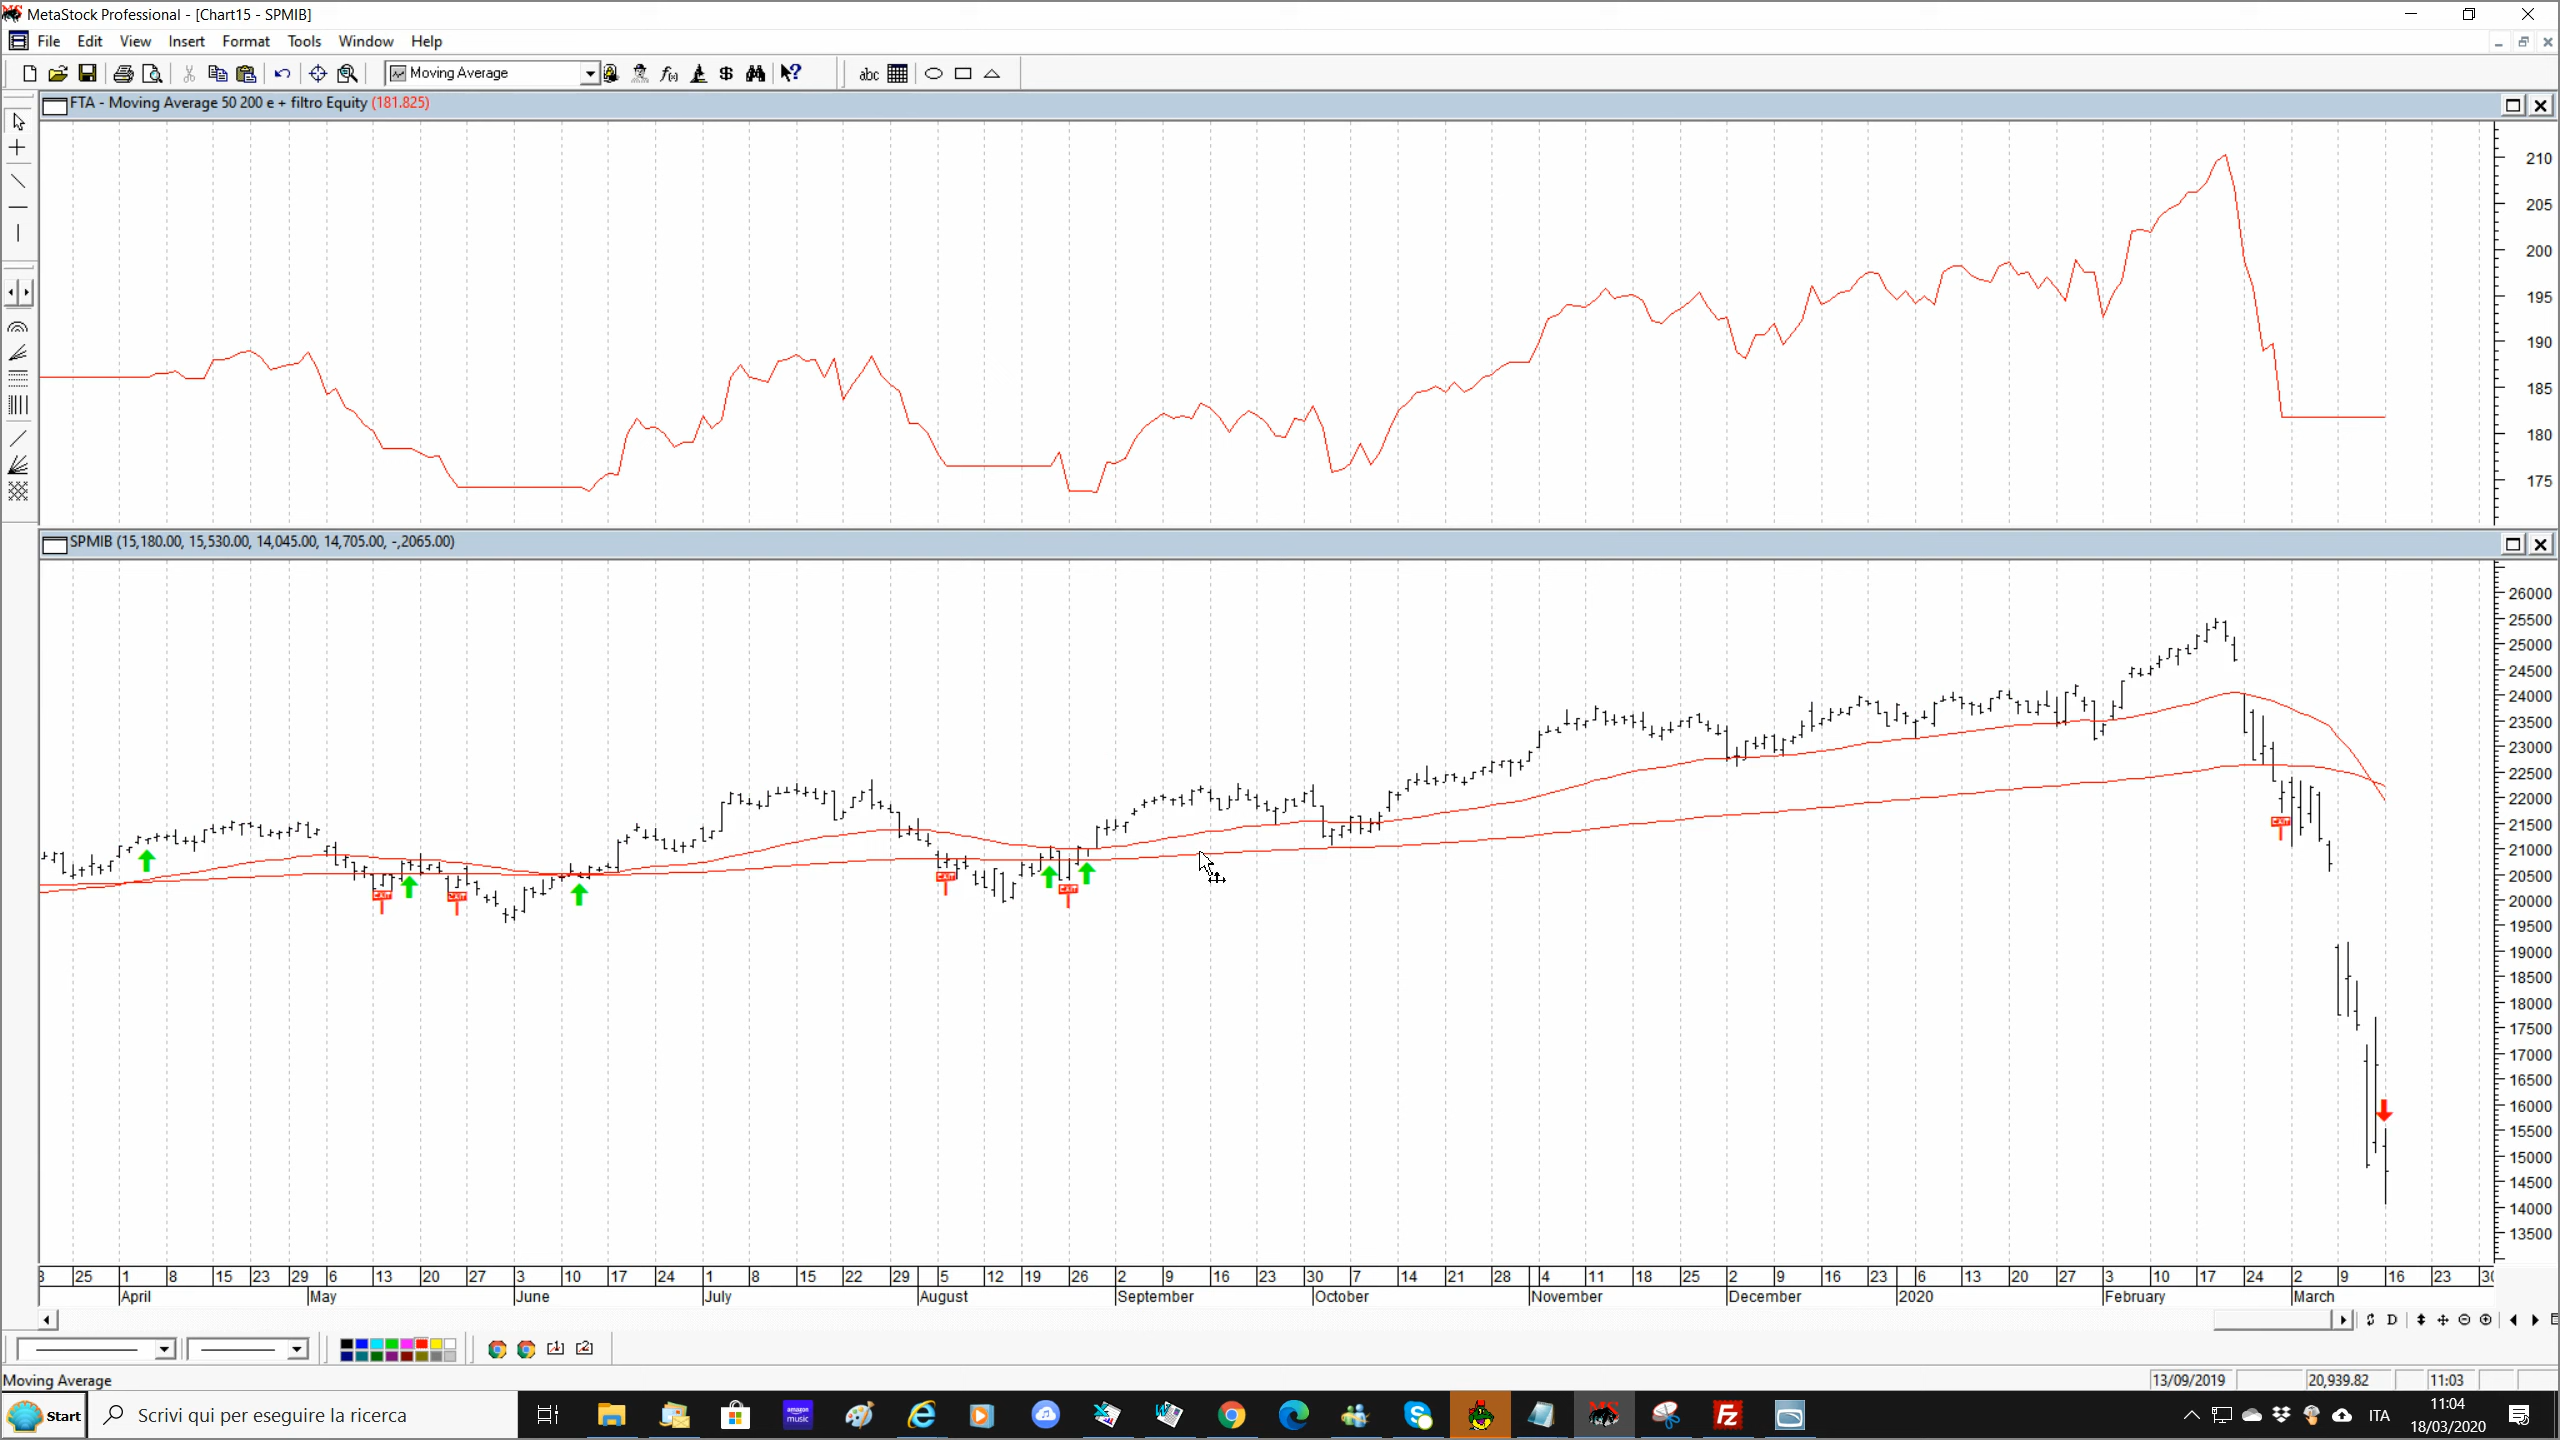 MetaStock Professional - [Chart15 - SPMIB]
File Edit View Insert Format Tools Window Help
Moving Average
abc
FTA - Moving Average 50 200 e + filtro Equity (181.825)
210
205
200
195
190
185
180
175
SPMIB (15,180.00, 15,530.00, 14,045.00, 14,705.00, -,2065.00)
26000
25500
25000
24500
24000
23500
23000
22500
22000
21500
21000
20500
20000
19500
19000
18500
18000
17500
17000
16500
16000
15500
15000
14500
14000
13500
25 1 8 15 23 29 6 13 20 27 3 10 17 24 1 8 15 22 29 5 12 19 26 2 9 16 23 30 7 14 21 28 4 11 18 25 2 9 16 23 6 13 20 27 3 10 17 24 2 9 16 23 30
April May June July August September October November December 2020 February March
D
Moving Average
13/09/2019 20,939.82 11:03
Start Scrivi qui per eseguire la ricerca
ITA
11:04
18/03/2020